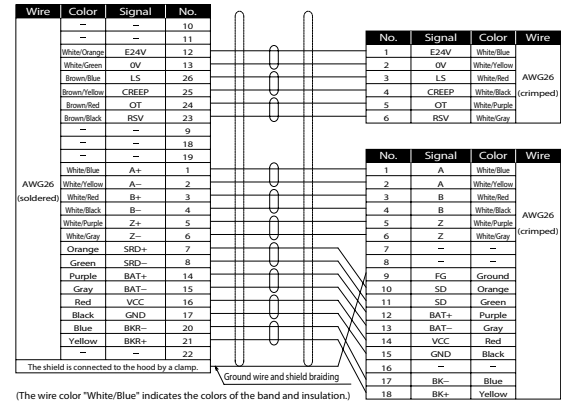 Wire Color Signal No.
– – 10
– – 11
White/Orange E24V 12
White/Green 0V 13
Brown/Blue LS 26
Brown/Yellow CREEP 25
Brown/Red OT 24
Brown/Black RSV 23
– – 9
– – 18
– – 19
White/Blue A+ 1
AWG26 White/Yellow A– 2
(soldered) White/Red B+ 3
White/Black B– 4
White/Purple Z+ 5
White/Gray Z– 6
Orange SRD+ 7
Green SRD– 8
Purple BAT+ 14
Gray BAT– 15
Red VCC 16
Black GND 17
Blue BKR– 20
Yellow BKR+ 21
– – 22
The shield is connected to the hood by a clamp.
Ground wire and shield braiding
(The wire color "White/Blue" indicates the colors of the band and insulation.)
No. Signal Color Wire
1 E24V White/Blue
2 0V White/Yellow
3 LS White/Red AWG26
4 CREEP White/Black (crimped)
5 OT White/Purple
6 RSV White/Gray
No. Signal Color Wire
1 A White/Blue
2 A White/Yellow
3 B White/Red
4 B White/Black AWG26
5 Z White/Purple (crimped)
6 Z White/Gray
7 – –
8 – –
9 FG Ground
10 SD Orange
11 SD Green
12 BAT+ Purple
13 BAT– Gray
14 VCC Red
15 GND Black
16 – –
17 BK– Blue
18 BK+ Yellow